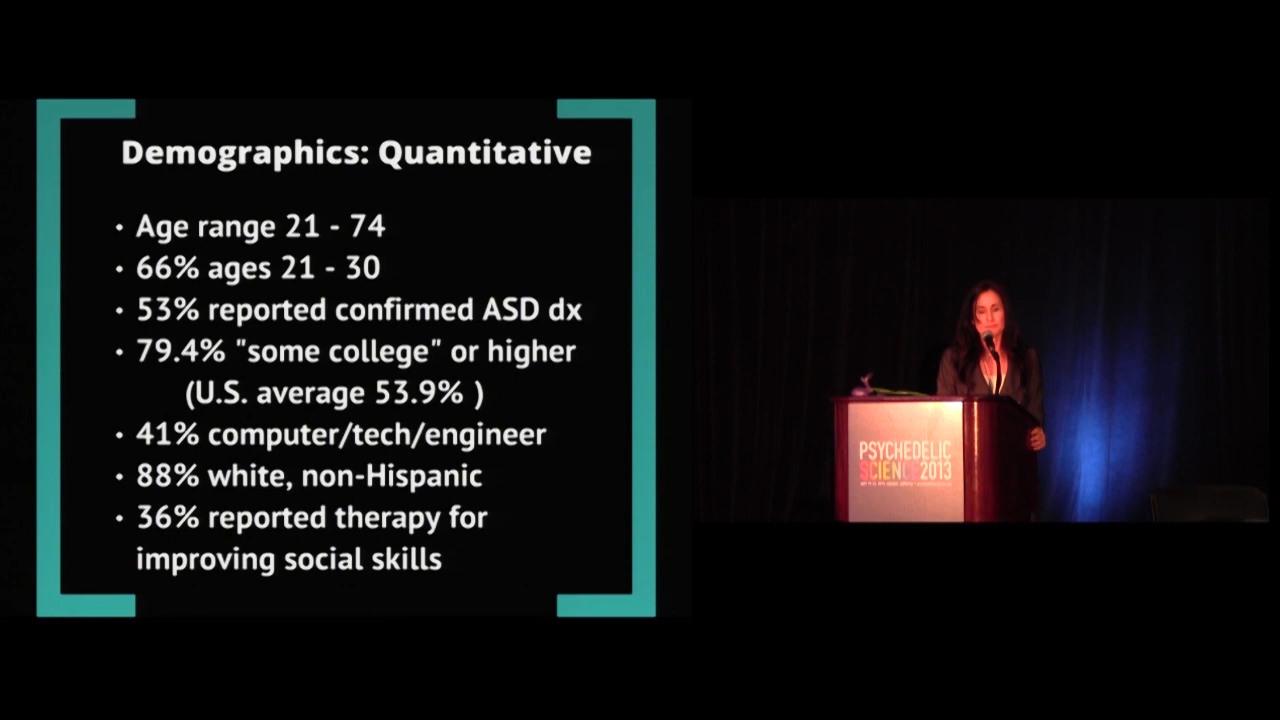 Demographics: Quantitative
· Age range 21 - 74
· 66% ages 21 - 30
· 53% reported confirmed ASD dx
· 79.4% "some college" or higher
(U.S. average 53.9% )
· 41% computer/tech/engineer
· 88% white, non-Hispanic
· 36% reported therapy for
improving social skills
PSYCHEDELIC
SCIENCE 2013